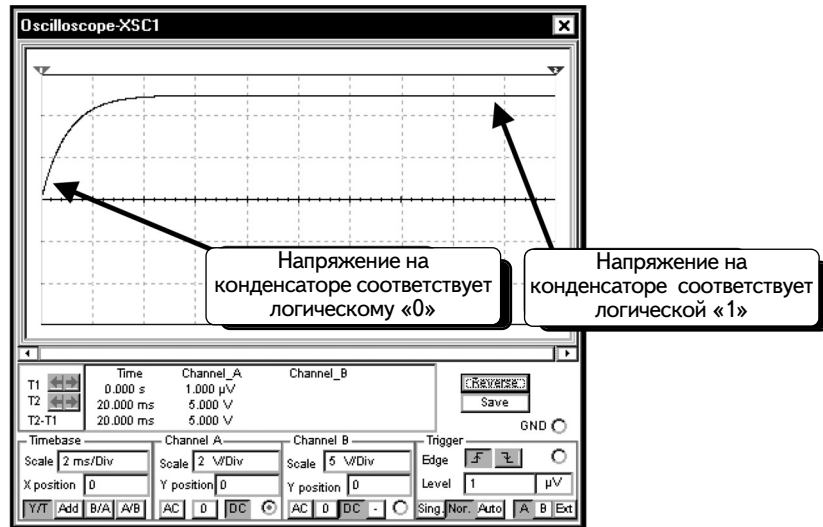 Oscilloscope-XSC1
1
2
Напряжение на
конденсаторе соответствует
логическому «0»
Напряжение на
конденсаторе соответствует
логической «1»
Time Channel_A Channel_B
T1 0.000 s 1.000 µV
T2 20.000 ms 5.000 V
T2-T1 20.000 ms 5.000 V
Reverse
Save
GND
Timebase
Scale 2 ms/Div
X position 0
Y/T Add B/A A/B
Channel A
Scale 2 V/Div
Y position 0
AC 0 DC
Channel B
Scale 5 V/Div
Y position 0
AC 0 DC -
Trigger
Edge
Level 1 µV
Sing. Nor. Auto A B Ext